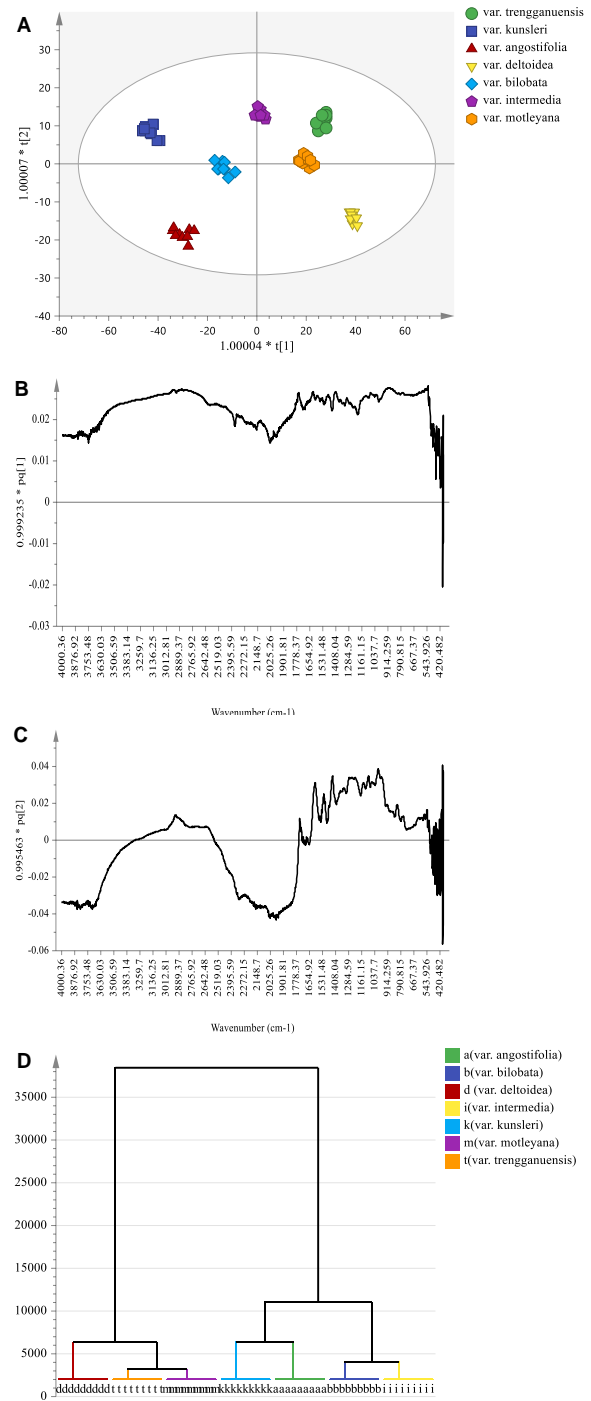 A
var. trengganuensis
var. kunsleri
var. angostifolia
var. deltoidea
var. bilobata
var. intermedia
var. motleyana
30
20
10
0
-10
-20
-30
-40
1.00007 * t[2]
-80 -60 -40 -20 0 20 40 60
1.00004 * t[1]
B
0.02
0.01
0
-0.01
-0.02
-0.03
0.999235 * pq[1]
4000.36 3876.92 3753.48 3630.03 3506.59 3383.14 3259.7 3136.25 3012.81 2889.37 2765.92 2642.48 2519.03 2395.59 2272.15 2148.7 2025.26 1901.81 1778.37 1654.92 1531.48 1408.04 1284.59 1161.15 1037.7 914.259 790.815 667.37 543.926 420.482
Wavenumber (cm-1)
C
0.04
0.02
0
-0.02
-0.04
-0.06
0.995463 * pq[2]
4000.36 3876.92 3753.48 3630.03 3506.59 3383.14 3259.7 3136.25 3012.81 2889.37 2765.92 2642.48 2519.03 2395.59 2272.15 2148.7 2025.26 1901.81 1778.37 1654.92 1531.48 1408.04 1284.59 1161.15 1037.7 914.259 790.815 667.37 543.926 420.482
Wavenumber (cm-1)
D
a(var. angostifolia)
b(var. bilobata)
d (var. deltoidea)
i(var. intermedia)
k(var. kunsleri)
m(var. motleyana)
t(var. trengganuensis)
35000
30000
25000
20000
15000
10000
5000
0